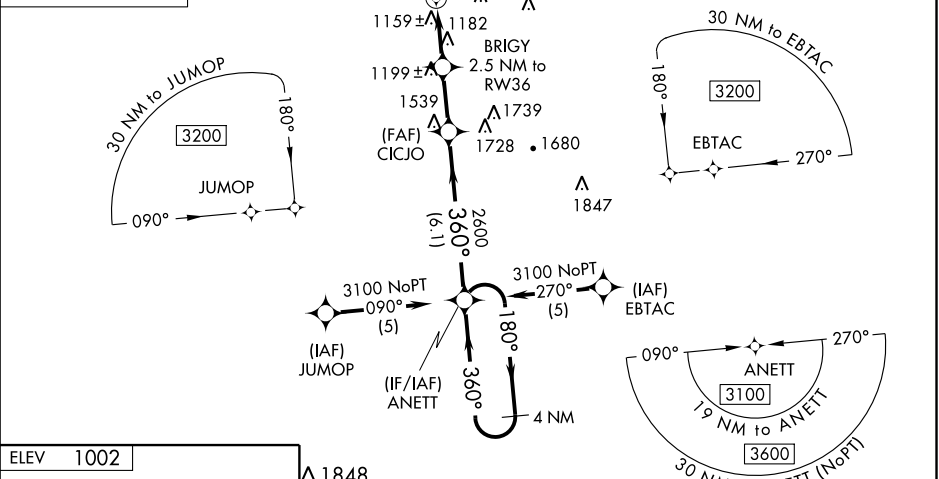 1159 ±
1182
BRIGY
2.5 NM to
RW36
1199 ±
1539
1739
(FAF)
CICJO
1728
1680
1847
30 NM to JUMOP
180°
3200
JUMOP
090°
30 NM to EBTAC
180°
3200
EBTAC
270°
2600
360°
(6.1)
3100 NoPT
090°
(5)
(IAF)
JUMOP
3100 NoPT
270°
(5)
(IAF)
EBTAC
180°
360°
(IF/IAF)
ANETT
4 NM
090°
270°
ANETT
3100
19 NM to ANETT
3600
ELEV 1002
1848